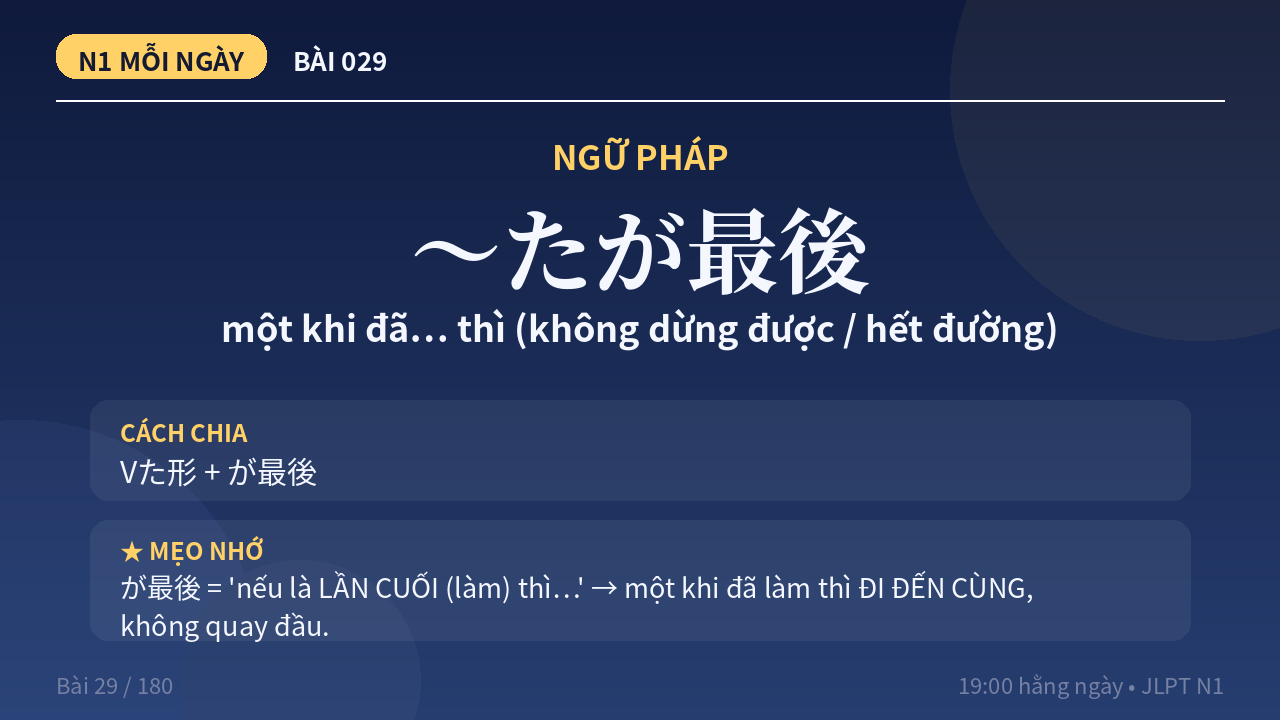 N1 MỖI NGÀY
BÀI 029
NGỮ PHÁP
〜たが最後
một khi đã… thì (không dừng được / hết đường)
CÁCH CHIA
Vた形 + が最後
★ MẸO NHỚ
が最後 = 'nếu là LẦN CUỐI (làm) thì…' → một khi đã làm thì ĐI ĐẾN CÙNG,
không quay đầu.
Bài 29 / 180
19:00 hằng ngày • JLPT N1